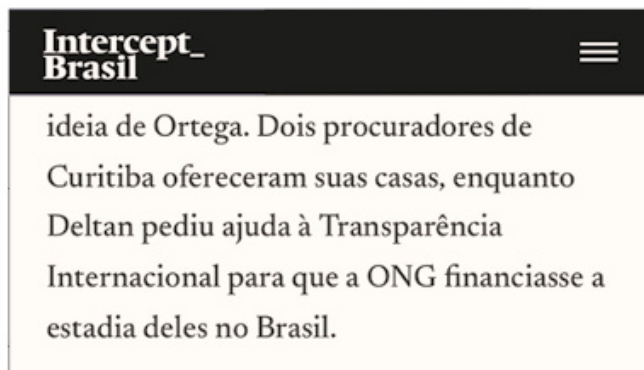 Intercept_
Brasil
ideia de Ortega. Dois procuradores de
Curitiba ofereceram suas casas, enquanto
Deltan pediu ajuda à Transparência
Internacional para que a ONG financiasse a
estadia deles no Brasil.